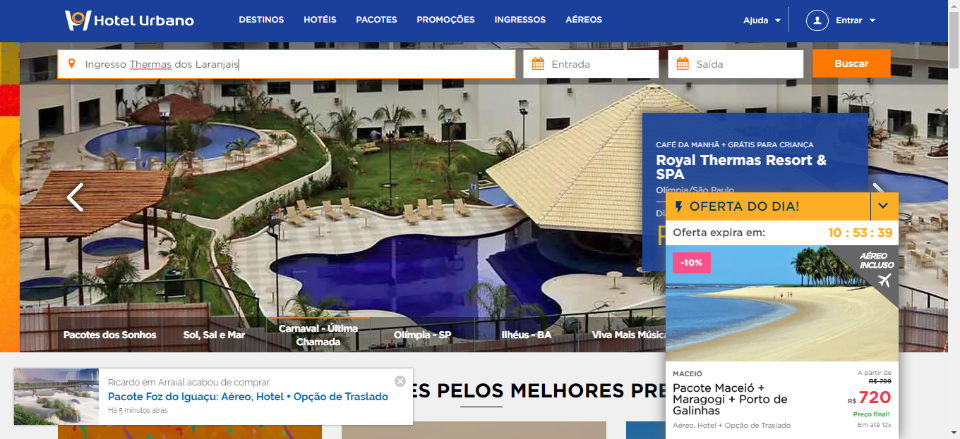 Hotel Urbano
DESTINOS HOTÉIS PACOTES PROMOÇÕES INGRESSOS AÉREOS
Ajuda
Entrar
Ingresso Thermas dos Laranjais
Entrada
Saída
Buscar
CAFÉ DA MANHÃ + GRÁTIS PARA CRIANÇA
Royal Thermas Resort &
SPA
Olímpia/São Paulo
OFERTA DO DIA!
Oferta expira em: 10 : 53 : 39
-10%
AÉREO
INCLUSO
MACEIÓ
Pacote Maceió +
Maragogi + Porto de
Galinhas
Aéreo, Hotel + Opção de Traslado
A partir de
R$ 799
R$ 720
Preço final!
Em até 12x
Pacotes dos Sonhos
Sol, Sal e Mar
Carnaval - Última
Chamada
Olímpia - SP
Ilhéus - BA
Viva Mais Música
Ricardo em Arraial acabou de comprar
Pacote Foz do Iguaçu: Aéreo, Hotel + Opção de Traslado
Há 5 minutos atrás
ES PELOS MELHORES PRE